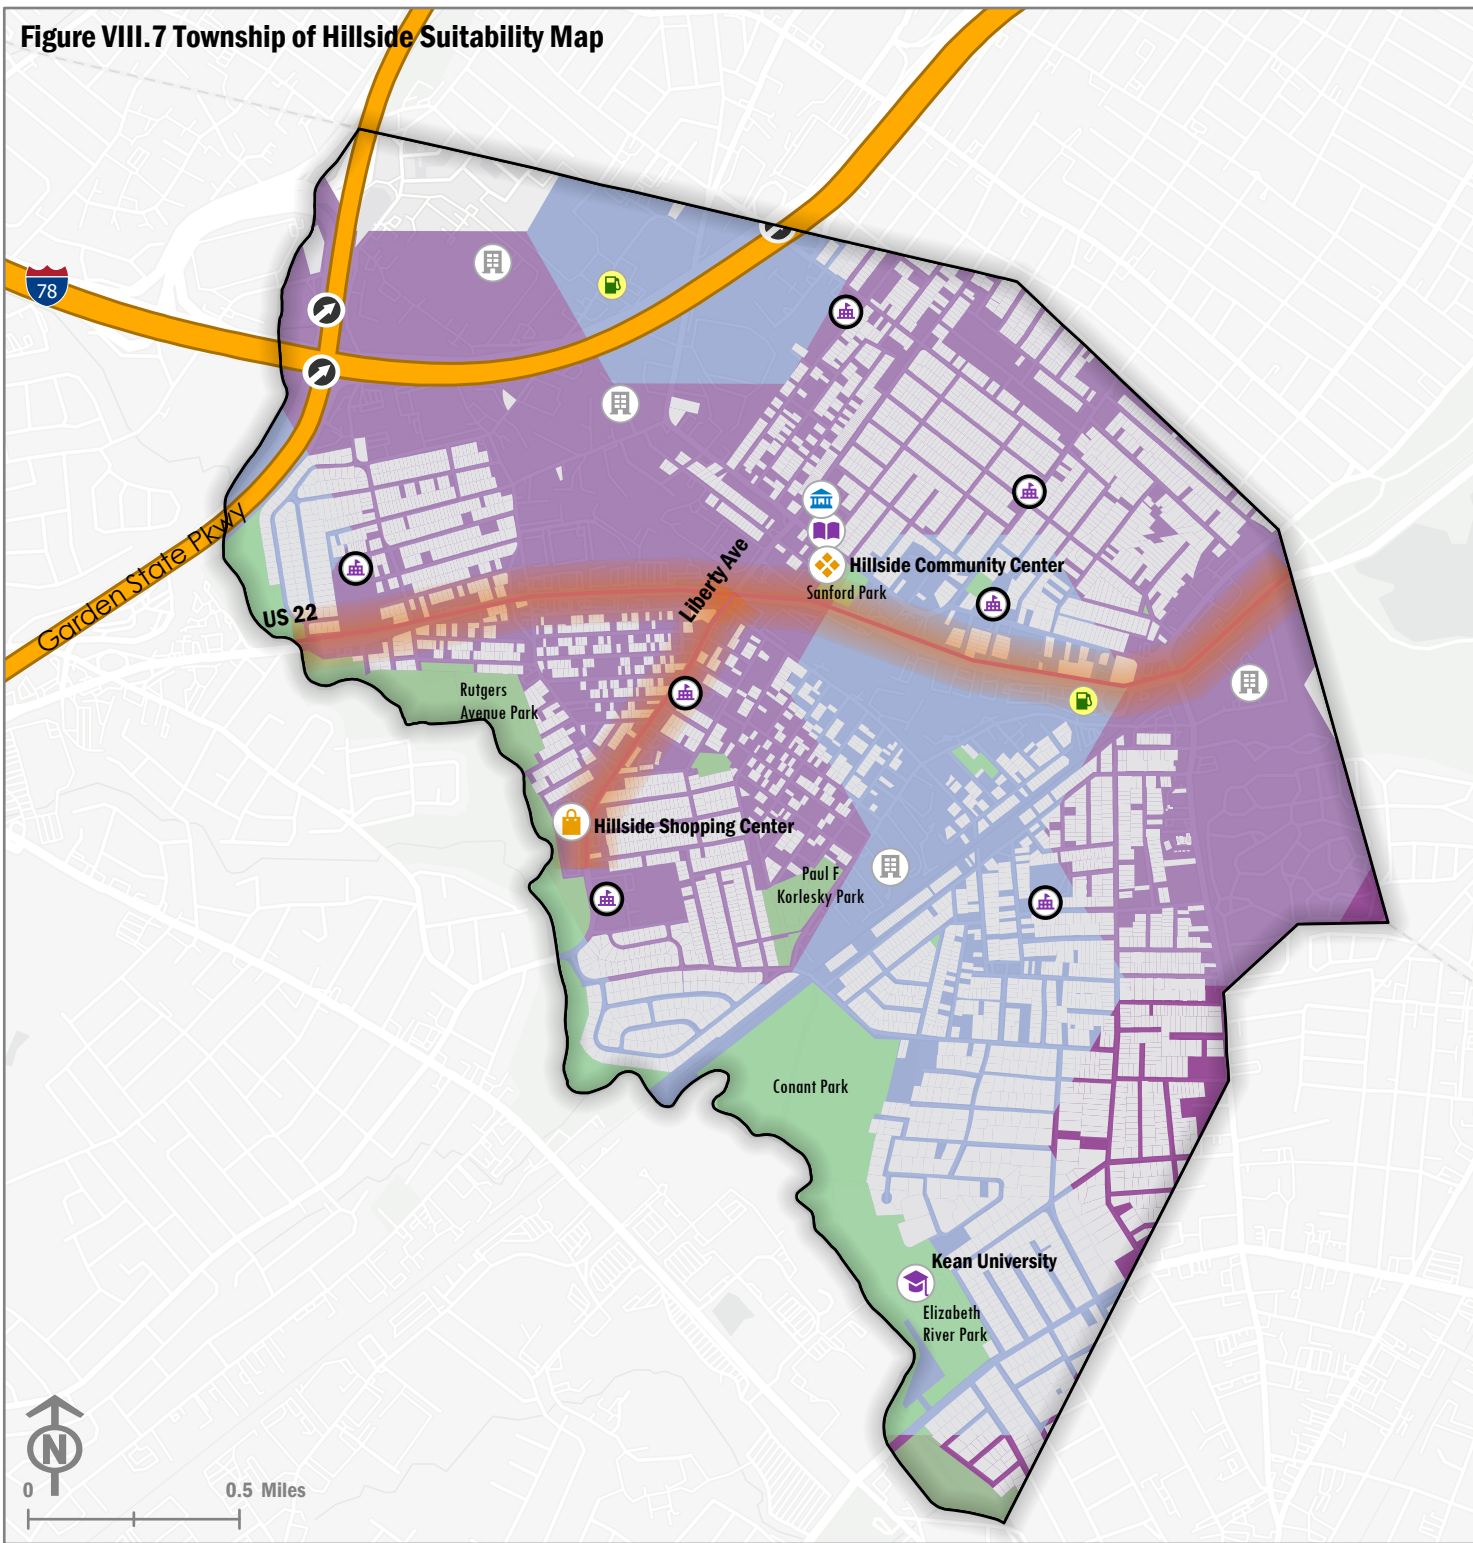 Figure VIII.7 Township of Hillside Suitability Map
78
Garden State Pkwy
US 22
Liberty Ave
Hillside Community Center
Sanford Park
Rutgers
Avenue Park
Hillside Shopping Center
Paul F
Korlesky Park
Conant Park
Kean University
Elizabeth
River Park
N
0
0.5 Miles